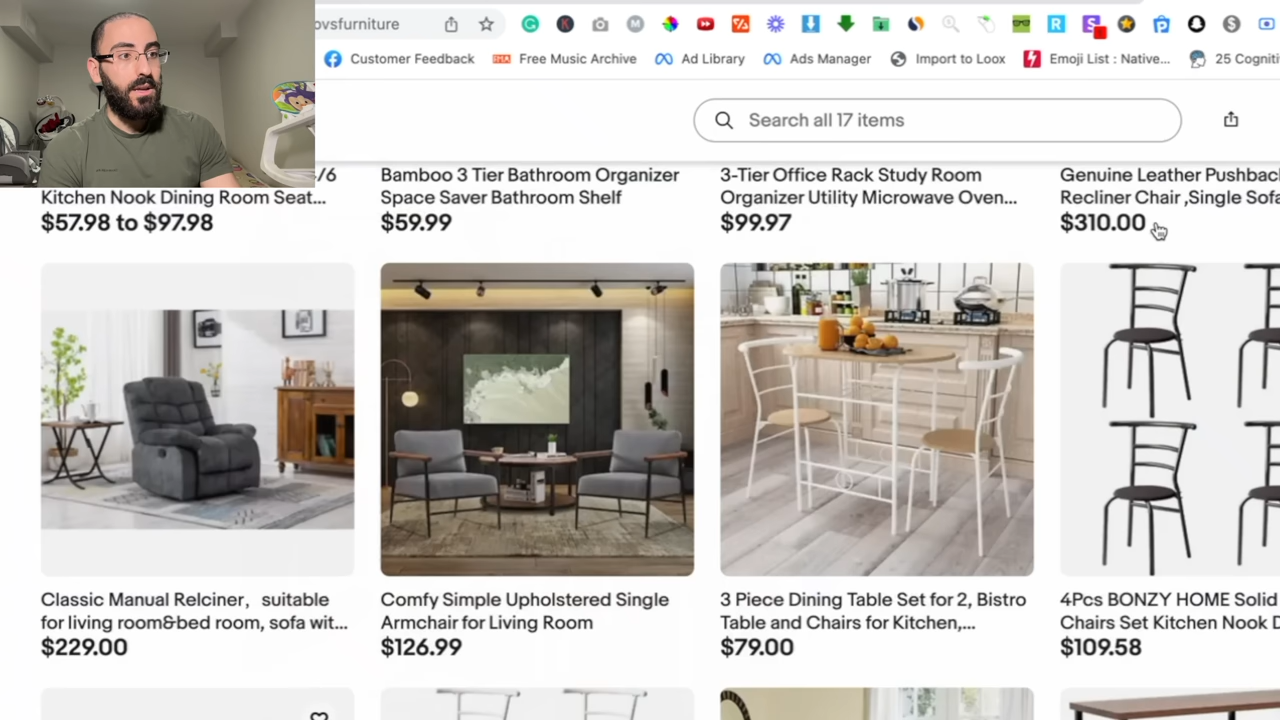 ovsfurniture
Customer Feedback
Free Music Archive
Ad Library
Ads Manager
Import to Loox
Emoji List : Native...
25 Cogniti
Search all 17 items
/6
Kitchen Nook Dining Room Seat...
$57.98 to $97.98
Bamboo 3 Tier Bathroom Organizer
Space Saver Bathroom Shelf
$59.99
3-Tier Office Rack Study Room
Organizer Utility Microwave Oven...
$99.97
Genuine Leather Pushback
Recliner Chair ,Single Sofa
$310.00
Classic Manual Relciner，suitable
for living room&bed room, sofa wit...
$229.00
Comfy Simple Upholstered Single
Armchair for Living Room
$126.99
3 Piece Dining Table Set for 2, Bistro
Table and Chairs for Kitchen,...
$79.00
4Pcs BONZY HOME Solid
Chairs Set Kitchen Nook D
$109.58